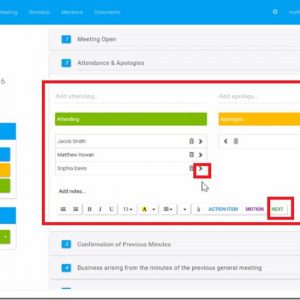 Meeting Schedule Members Documents
1 Meeting Open
2 Attendance & Apologies
Add attending... Add apology...
Attending Apologies
Jacob Smith
Matthew Rowan
Sophia Davis
Add notes...
B I U 13 A ACTION ITEM MOTION NEXT
3 Confirmation of Previous Minutes
4 Business arising from the minutes of the previous general meeting